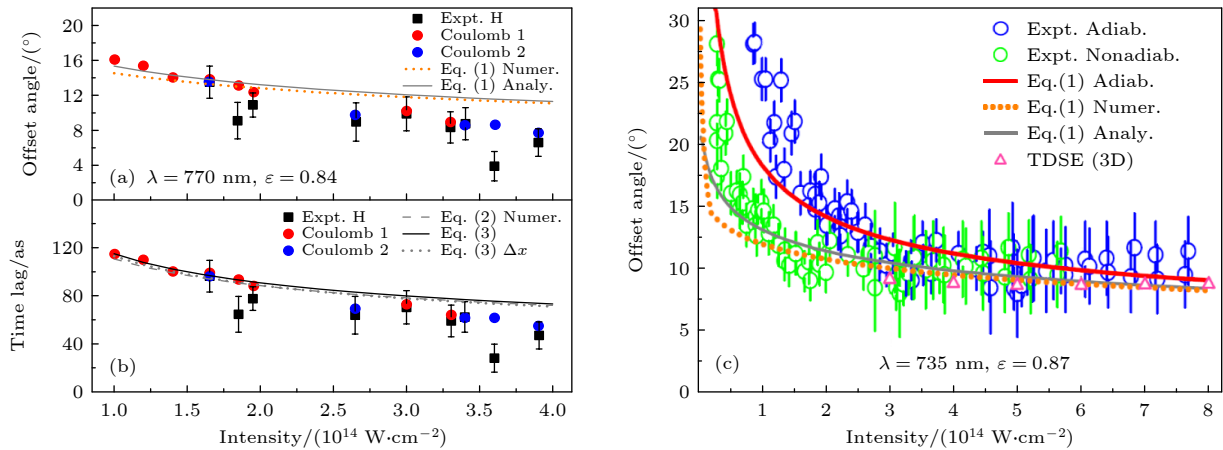 20
16
12
8
4
0
Offset angle/(°)
Expt. H
Coulomb 1
Coulomb 2
Eq. (1) Numer.
Eq. (1) Analy.
(a) λ = 770 nm, ε = 0.84
120
80
40
0
Time lag/as
Expt. H
Coulomb 1
Coulomb 2
Eq. (2) Numer.
Eq. (3)
Eq. (3) Δx
(b)
1.0 1.5 2.0 2.5 3.0 3.5 4.0
Intensity/(10¹⁴ W·cm⁻²)
30
25
20
15
10
5
0
Offset angle/(°)
Expt. Adiab.
Expt. Nonadiab.
Eq.(1) Adiab.
Eq.(1) Numer.
Eq.(1) Analy.
TDSE (3D)
(c) λ = 735 nm, ε = 0.87
1 2 3 4 5 6 7 8
Intensity/(10¹⁴ W·cm⁻²)